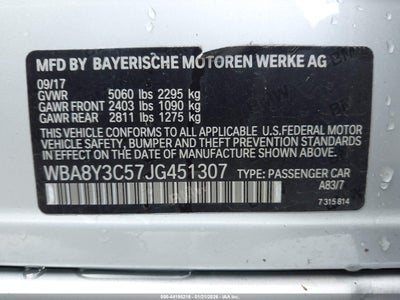 MFD BY BAYERISCHE MOTOREN WERKE AG
09/17
GVWR 5060 lbs 2295 kg
GAWR FRONT 2403 lbs 1090 kg
GAWR REAR 2811 lbs 1275 kg
THIS VEHICLE CONFORMS TO ALL APPLICABLE U.S.FEDERAL MOTOR
VEHICLE SAFETY, BUMPER, AND THEFT PREVENTION STANDARDS
IN EFFECT ON THE DATE OF MANUFACTURE SHOWN ABOVE.
WBA8Y3C57JG451307 TYPE: PASSENGER CAR
A83/7
7 315 814